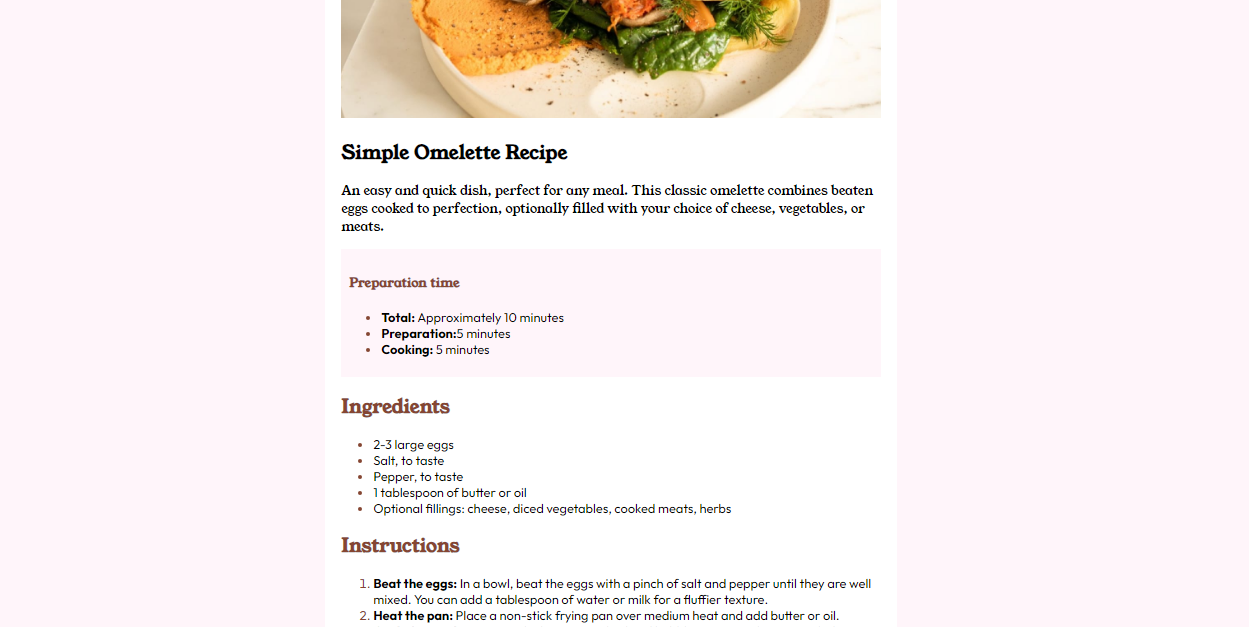 Simple Omelette Recipe
An easy and quick dish, perfect for any meal. This classic omelette combines beaten
eggs cooked to perfection, optionally filled with your choice of cheese, vegetables, or
meats.
Preparation time
Total: Approximately 10 minutes
Preparation:5 minutes
Cooking: 5 minutes
Ingredients
2-3 large eggs
Salt, to taste
Pepper, to taste
1 tablespoon of butter or oil
Optional fillings: cheese, diced vegetables, cooked meats, herbs
Instructions
1. Beat the eggs: In a bowl, beat the eggs with a pinch of salt and pepper until they are well
mixed. You can add a tablespoon of water or milk for a fluffier texture.
2. Heat the pan: Place a non-stick frying pan over medium heat and add butter or oil.